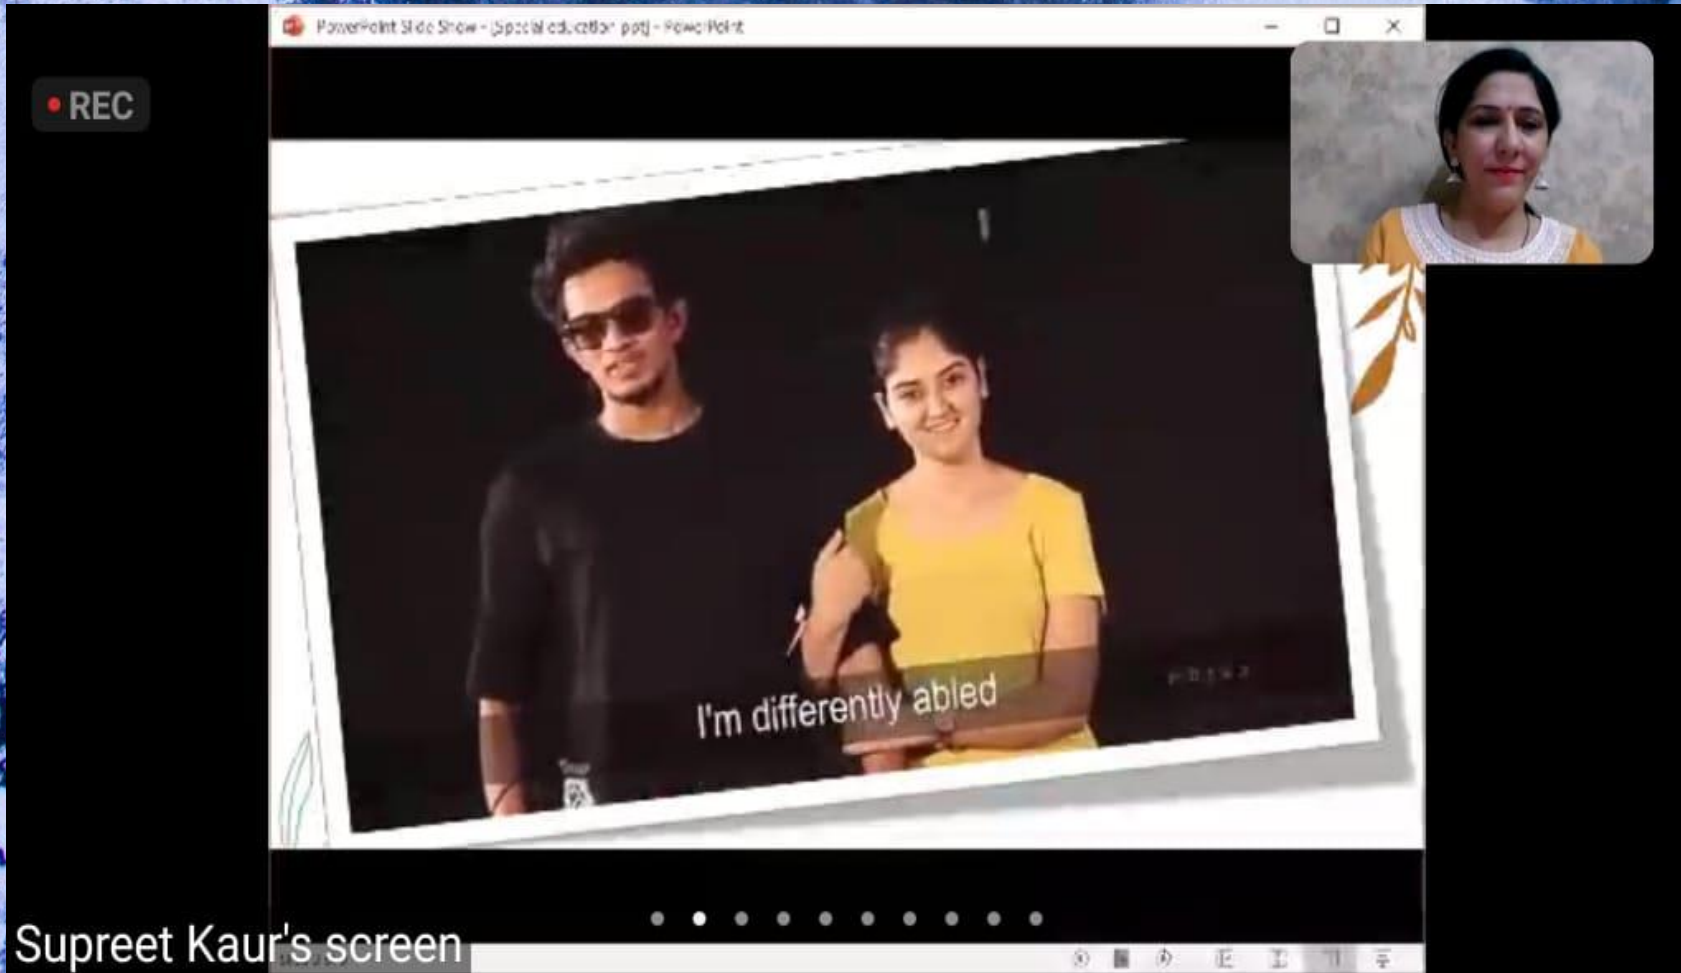 PowerPoint Slide Show - [Special education ppt] - PowerPoint
REC
I'm differently abled
Supreet Kaur's screen